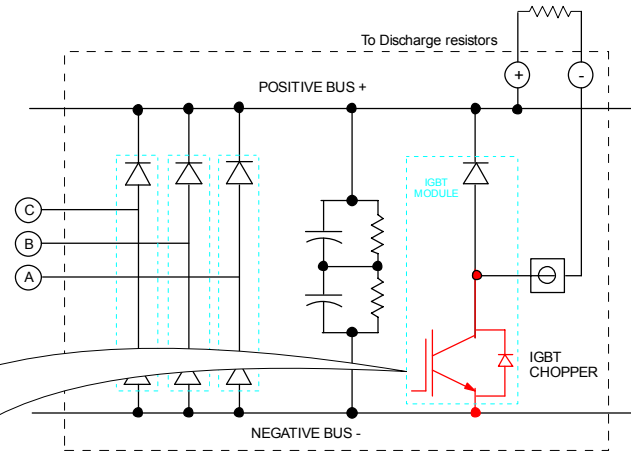 To Discharge resistors
+
-
POSITIVE BUS +
IGBT
MODULE
C
B
A
IGBT
CHOPPER
NEGATIVE BUS -